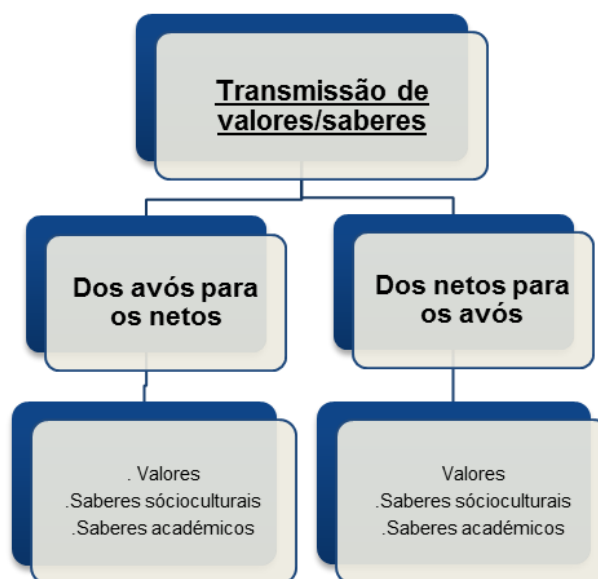 Transmissão de
valores/saberes
Dos avós para
os netos
Dos netos para
os avós
. Valores
.Saberes sócioculturais
.Saberes académicos
Valores
.Saberes sócioculturais
.Saberes académicos